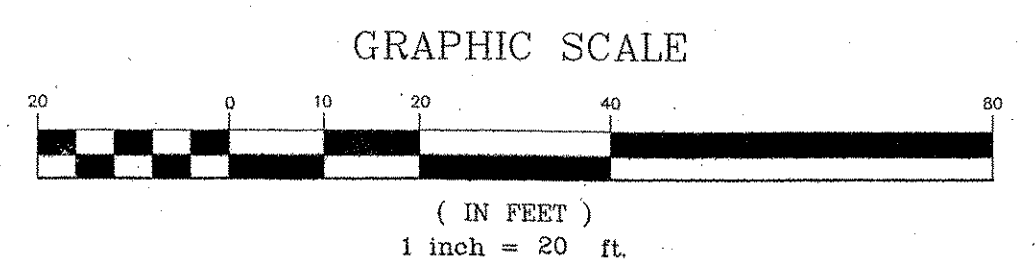 GRAPHIC SCALE
20 0 10 20 40 80
( IN FEET )
1 inch = 20 ft.